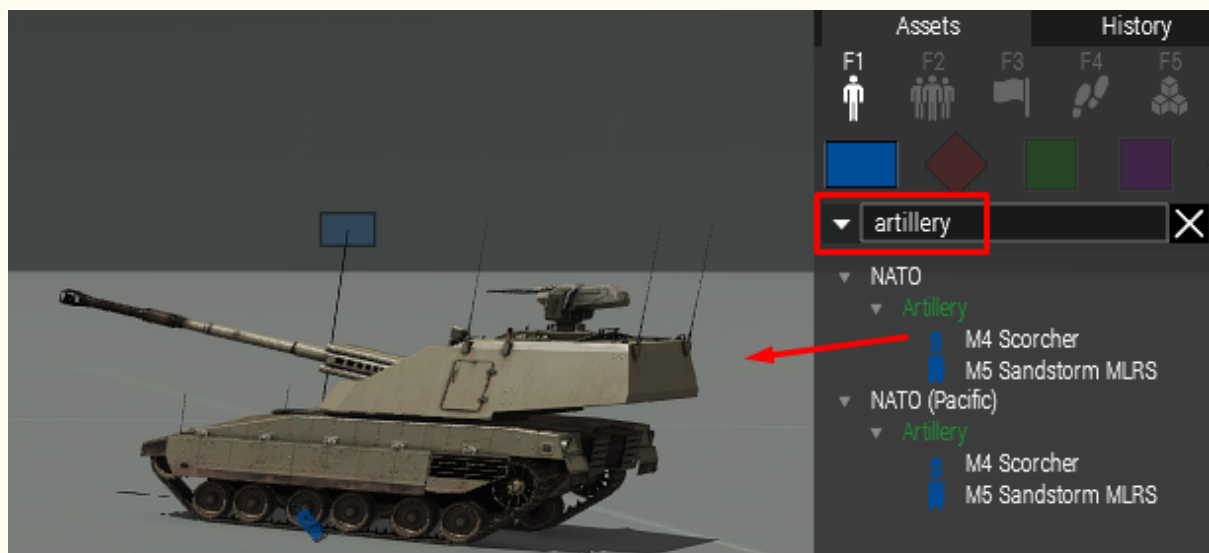 Assets History
F1 F2 F3 F4 F5
artillery
NATO
Artillery
M4 Scorcher
M5 Sandstorm MLRS
NATO (Pacific)
Artillery
M4 Scorcher
M5 Sandstorm MLRS